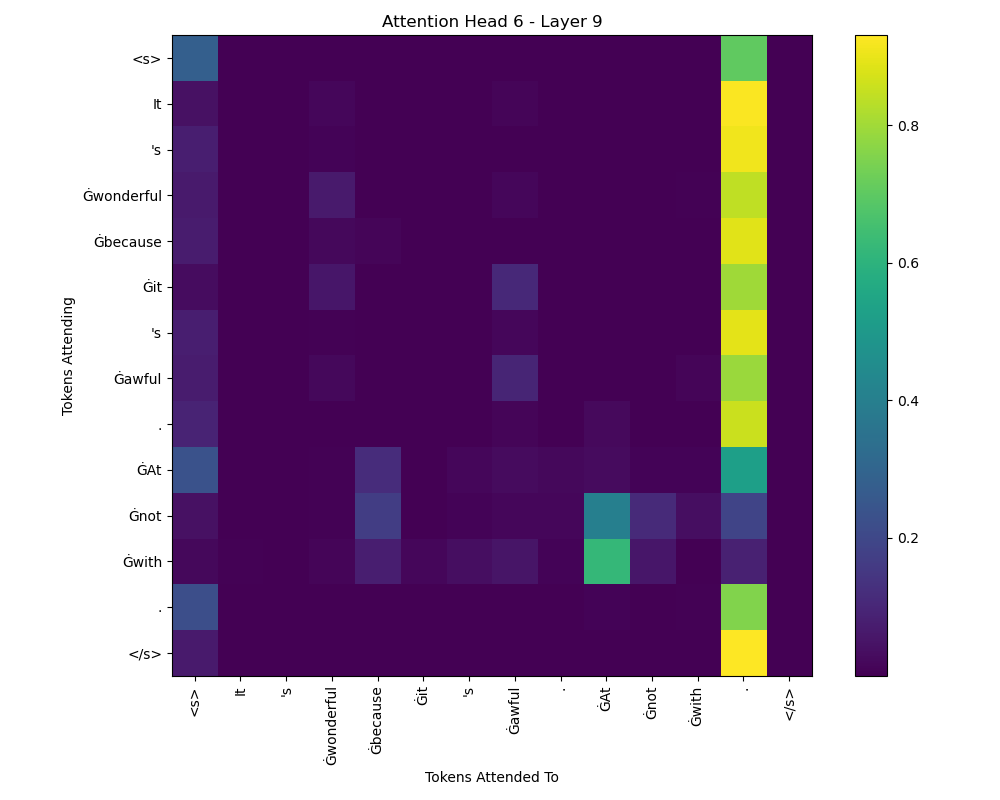 Attention Head 6 - Layer 9
<s>
It
's
Ġwonderful
Ġbecause
Ġit
's
Ġawful
.
ĠAt
Ġnot
Ġwith
.
</s>
Tokens Attending
<s>
It
's
Ġwonderful
Ġbecause
Ġit
's
Ġawful
.
ĠAt
Ġnot
Ġwith
.
</s>
Tokens Attended To
0.8
0.6
0.4
0.2